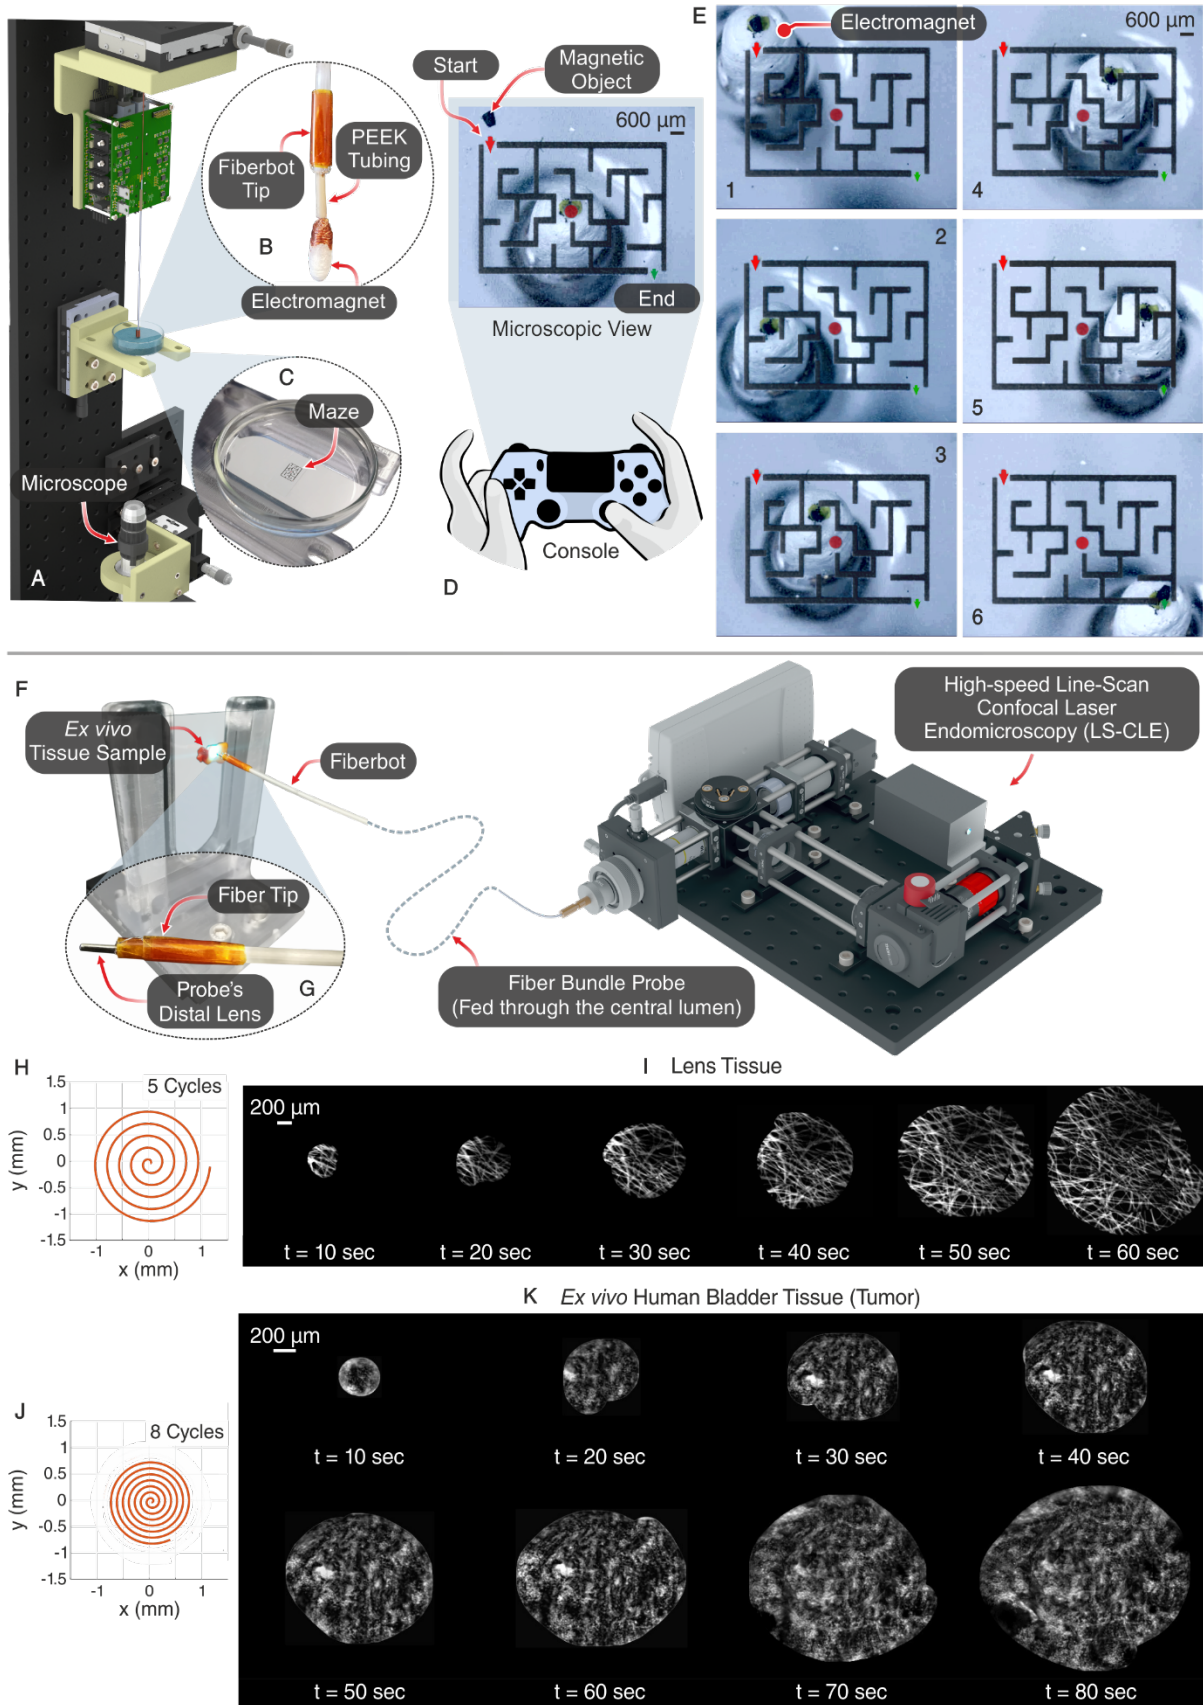 A
B
Fiberbot
Tip
PEEK
Tubing
Electromagnet
C
Maze
Microscope
D
Start
Magnetic
Object
600 µm
End
Microscopic View
Console
E
Electromagnet
600 µm
1
4
2
5
3
6
F
Ex vivo
Tissue Sample
Fiberbot
High-speed Line-Scan
Confocal Laser
Endomicroscopy (LS-CLE)
Fiber Tip
Probe's
Distal Lens
G
Fiber Bundle Probe
(Fed through the central lumen)
H
5 Cycles
1.5
1
0.5
0
-0.5
-1
-1.5
y (mm)
-1
0
1
x (mm)
I Lens Tissue
200 µm
t = 10 sec
t = 20 sec
t = 30 sec
t = 40 sec
t = 50 sec
t = 60 sec
J
8 Cycles
1.5
1
0.5
0
-0.5
-1
-1.5
y (mm)
-1
0
1
x (mm)
K Ex vivo Human Bladder Tissue (Tumor)
200 µm
t = 10 sec
t = 20 sec
t = 30 sec
t = 40 sec
t = 50 sec
t = 60 sec
t = 70 sec
t = 80 sec